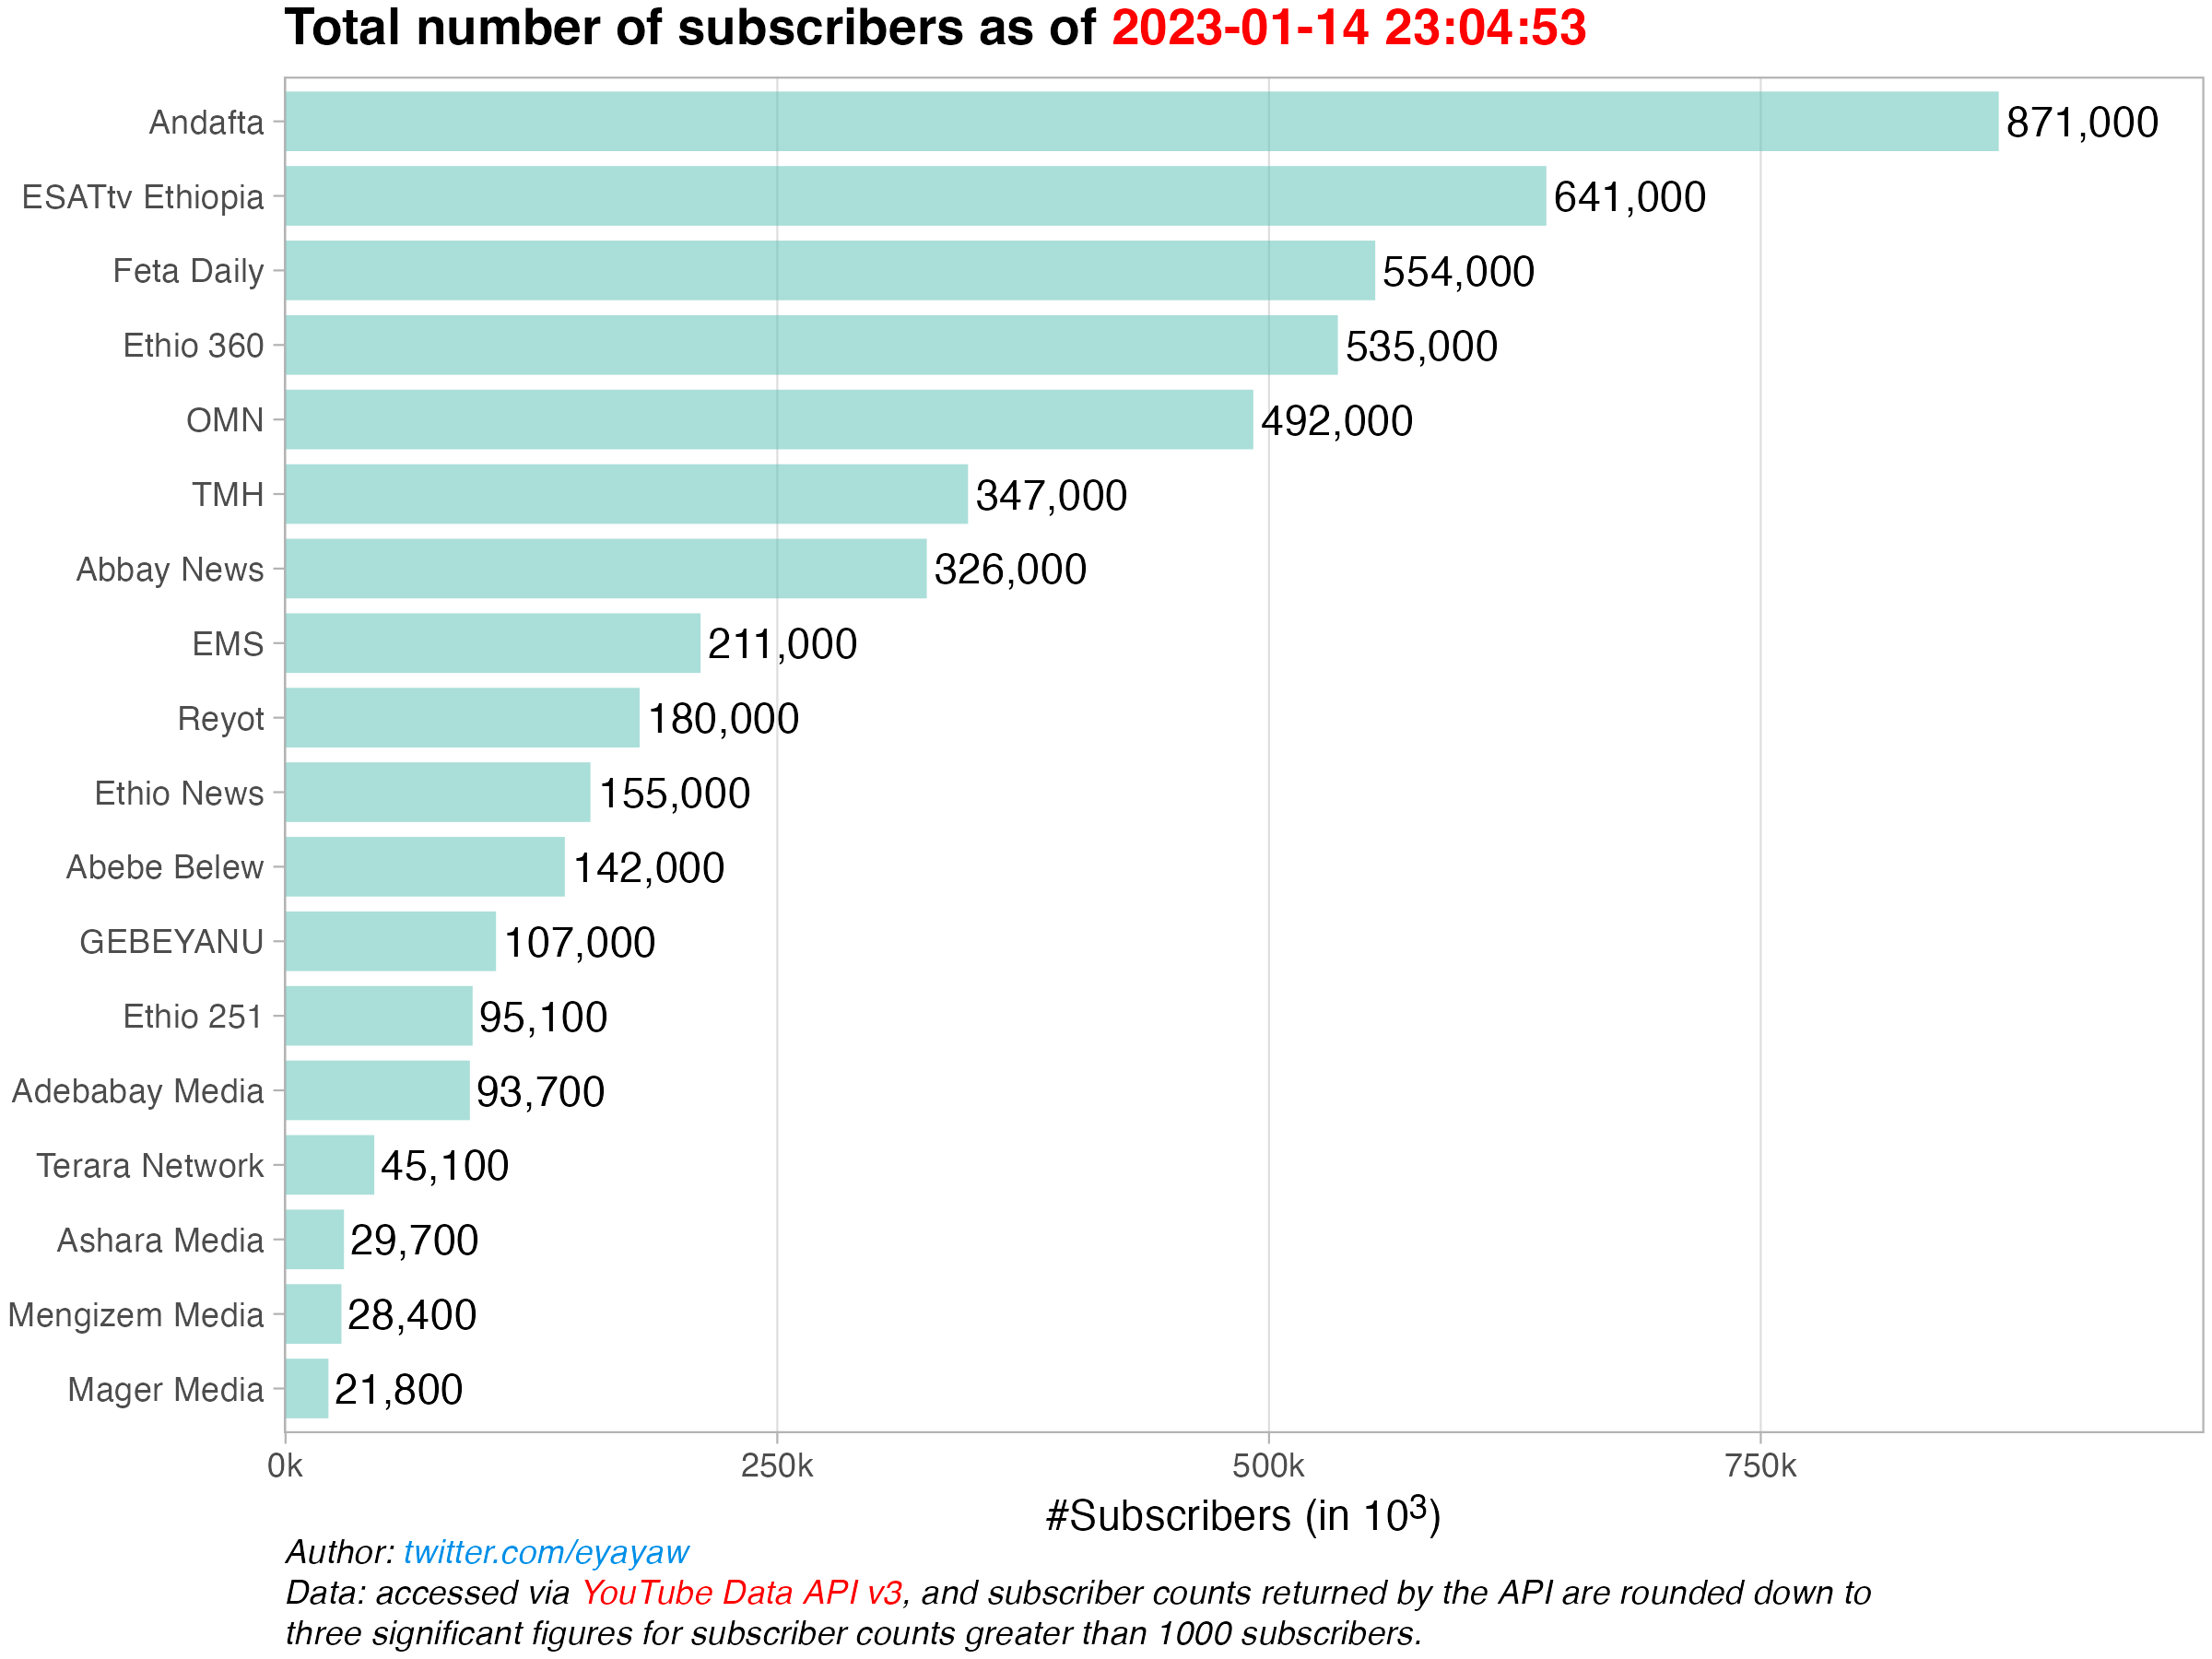 Total number of subscribers as of 2023-01-14 23:04:53
Andafta 871,000
ESATtv Ethiopia 641,000
Feta Daily 554,000
Ethio 360 535,000
OMN 492,000
TMH 347,000
Abbay News 326,000
EMS 211,000
Reyot 180,000
Ethio News 155,000
Abebe Belew 142,000
GEBEYANU 107,000
Ethio 251 95,100
Adebabay Media 93,700
Terara Network 45,100
Ashara Media 29,700
Mengizem Media 28,400
Mager Media 21,800
0k 250k 500k 750k
#Subscribers (in 10³)
Author: twitter.com/eyayaw
Data: accessed via YouTube Data API v3, and subscriber counts returned by the API are rounded down to
three significant figures for subscriber counts greater than 1000 subscribers.